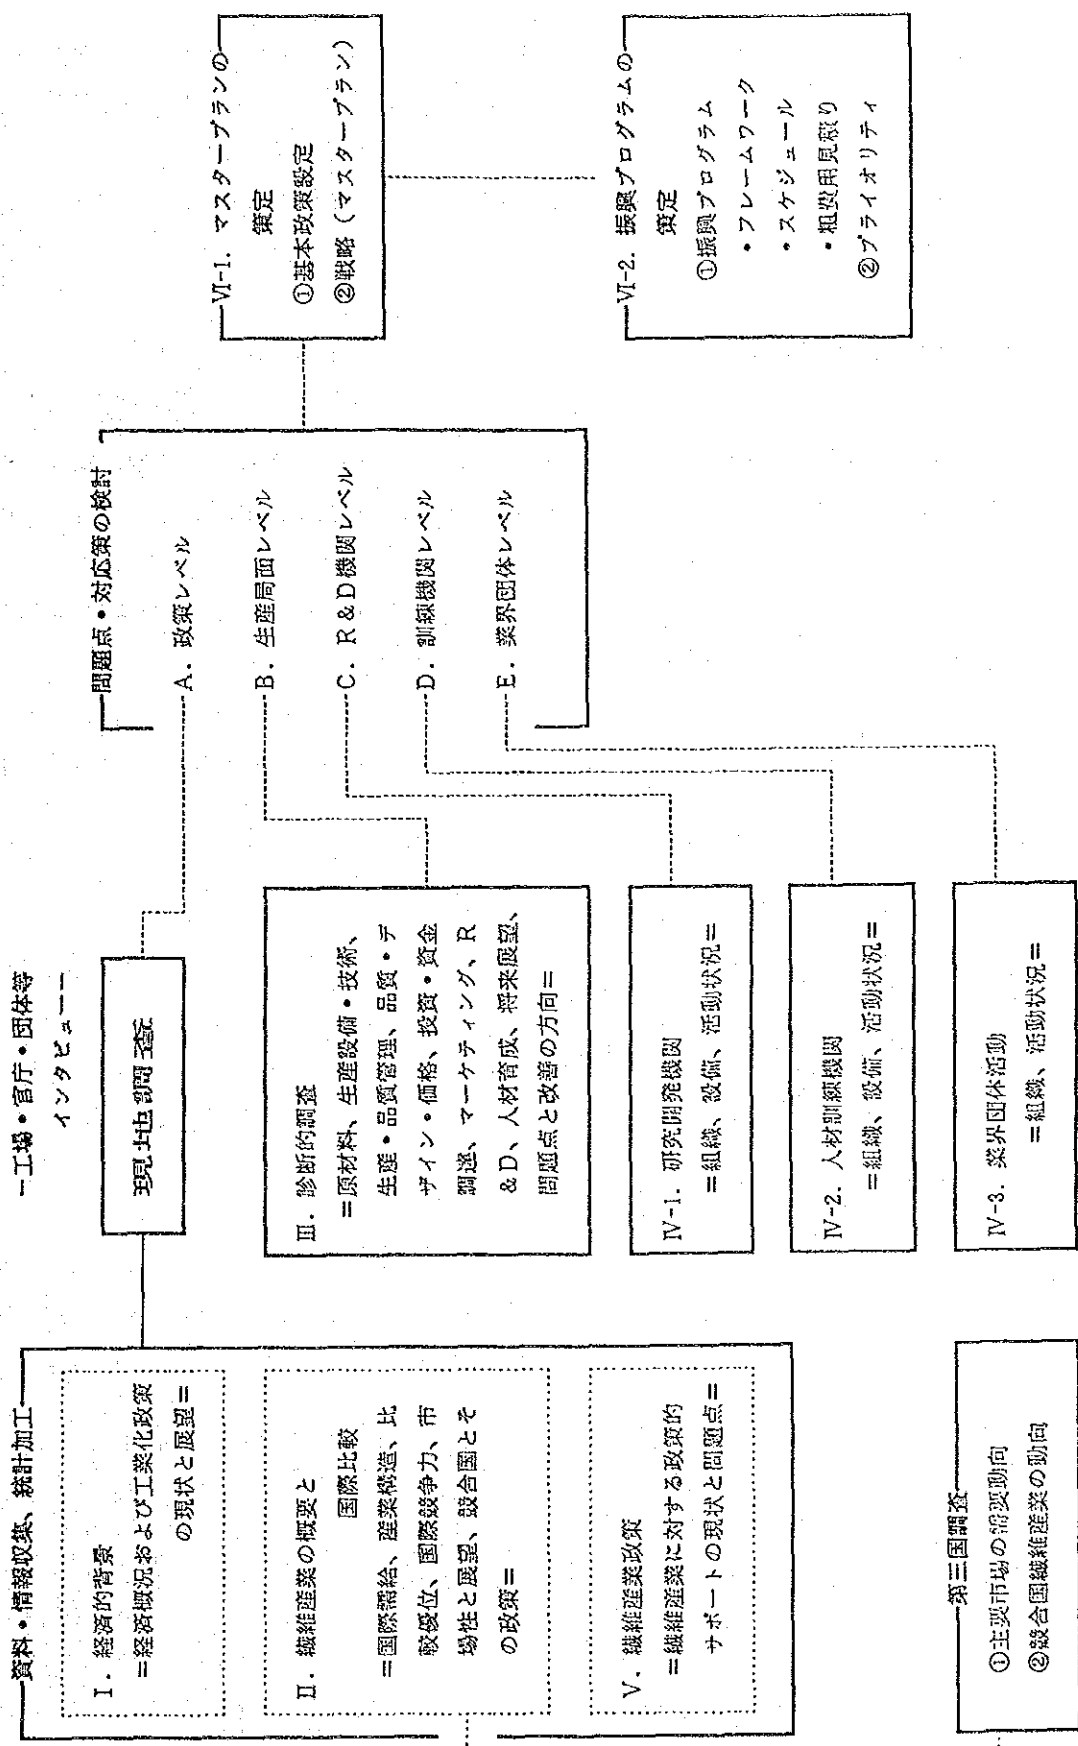 資料・情報収集、統計加工
Ⅰ. 経済的背景
=経済概況および工業化政策
の現状と展望=
Ⅱ. 繊維産業の概要と
国際比較
=国際需給、産業構造、比
較優位、国際競争力、市
場性と展望、競合国とそ
の政策=
Ⅴ. 繊維産業政策
=繊維産業に対する政策的
サポートの現状と問題点=
第三国調査
①主要市場の需要動向
②競合国繊維産業の動向
ー工場・官庁・団体等
インタビューー
現地調査
Ⅲ. 診断的調査
=原材料、生産設備・技術、
生産・品質管理、品質・デ
ザイン・価格、投資・資金
調達、マーケティング、R
&D、人材育成、将来展望、
問題点と改善の方向=
Ⅳ-1. 研究開発機関
=組織、設備、活動状況=
Ⅳ-2. 人材訓練機関
=組織、設備、活動状況=
Ⅳ-3. 業界団体活動
=組織、活動状況=
問題点・対応策の検討
A. 政策レベル
B. 生産局面レベル
C. R&D機関レベル
D. 訓練機関レベル
E. 業界団体レベル
Ⅵ-1. マスタープランの
策定
①基本政策設定
②戦略（マスタープラン）
Ⅵ-2. 振興プログラムの
策定
①振興プログラム
・フレームワーク
・スケジュール
・粗費用見積り
②プライオリティ